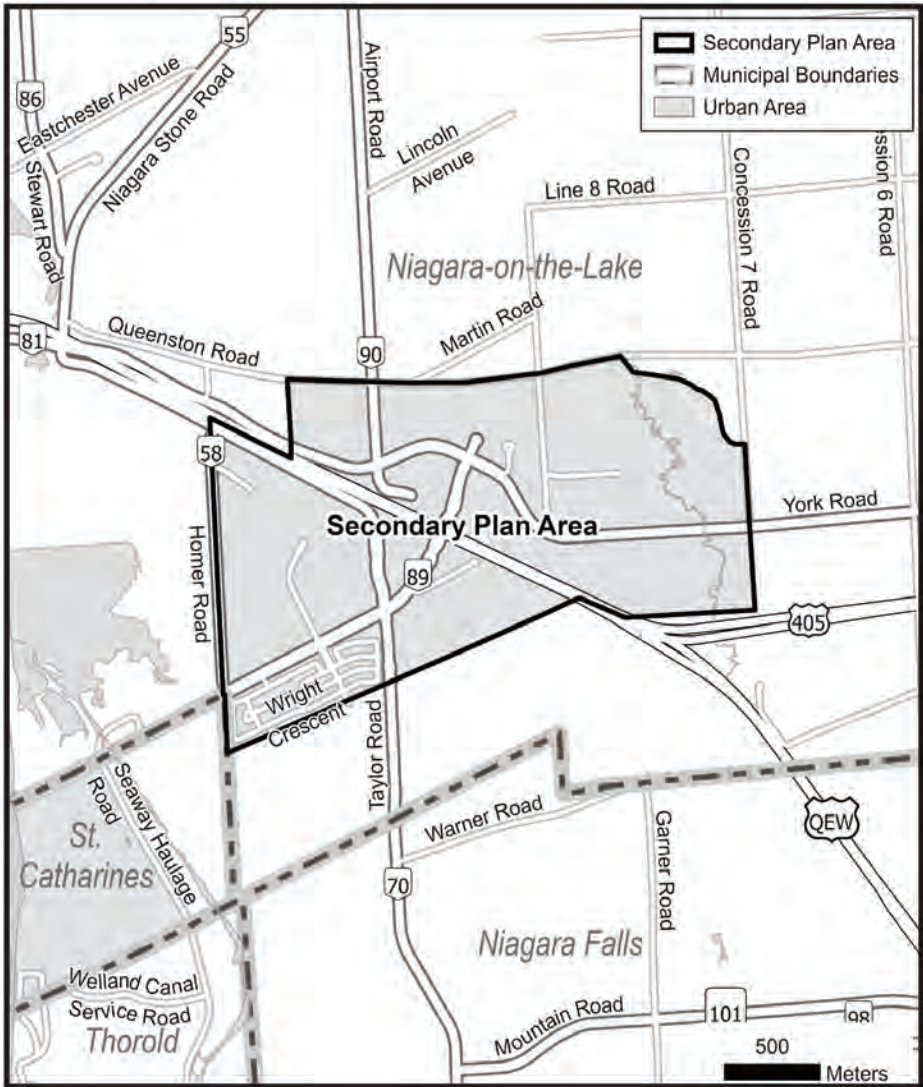 Secondary Plan Area
Municipal Boundaries
Urban Area
55
86
Eastchester Avenue
Niagara Stone Road
Stewart Road
Airport Road
Lincoln
Avenue
Line 8 Road
Concession 7 Road
ession 6 Road
Niagara-on-the-Lake
81
Queenston Road
90
Martin Road
58
Homer Road
Secondary Plan Area
York Road
89
405
Wright
Crescent
Taylor Road
Seaway Haulage
Road
St.
Catharines
Warner Road
Garner Road
QEW
70
Niagara Falls
Welland Canal
Service Road
Thorold
Mountain Road
101
98
500
Meters